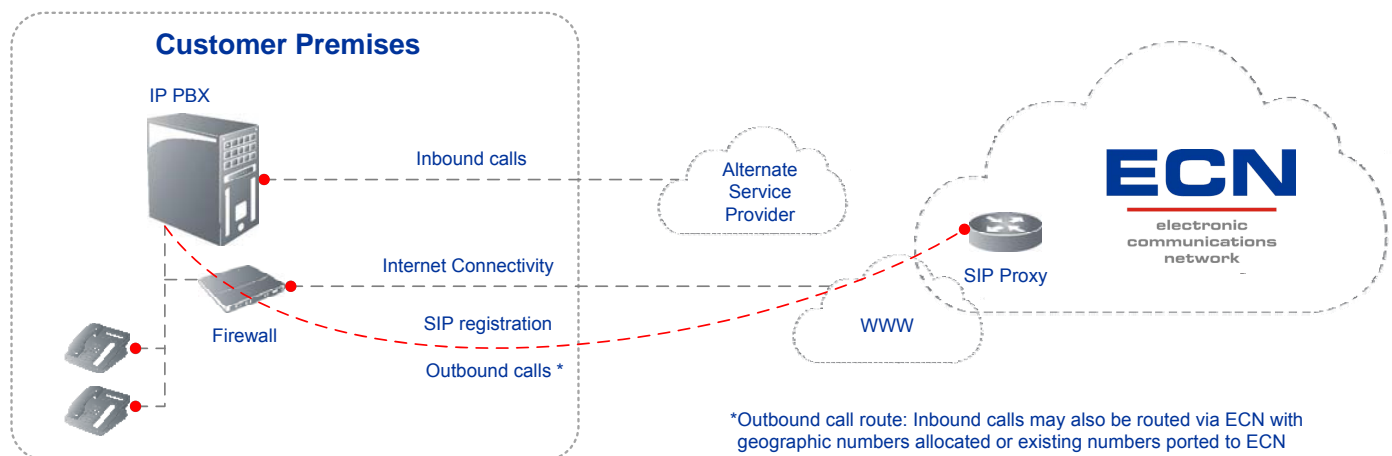 Customer Premises
IP PBX
Inbound calls
Alternate
Service
Provider
ECN
electronic
communications
network
SIP Proxy
Internet Connectivity
Firewall
SIP registration
WWW
Outbound calls *
*Outbound call route: Inbound calls may also be routed via ECN with
geographic numbers allocated or existing numbers ported to ECN